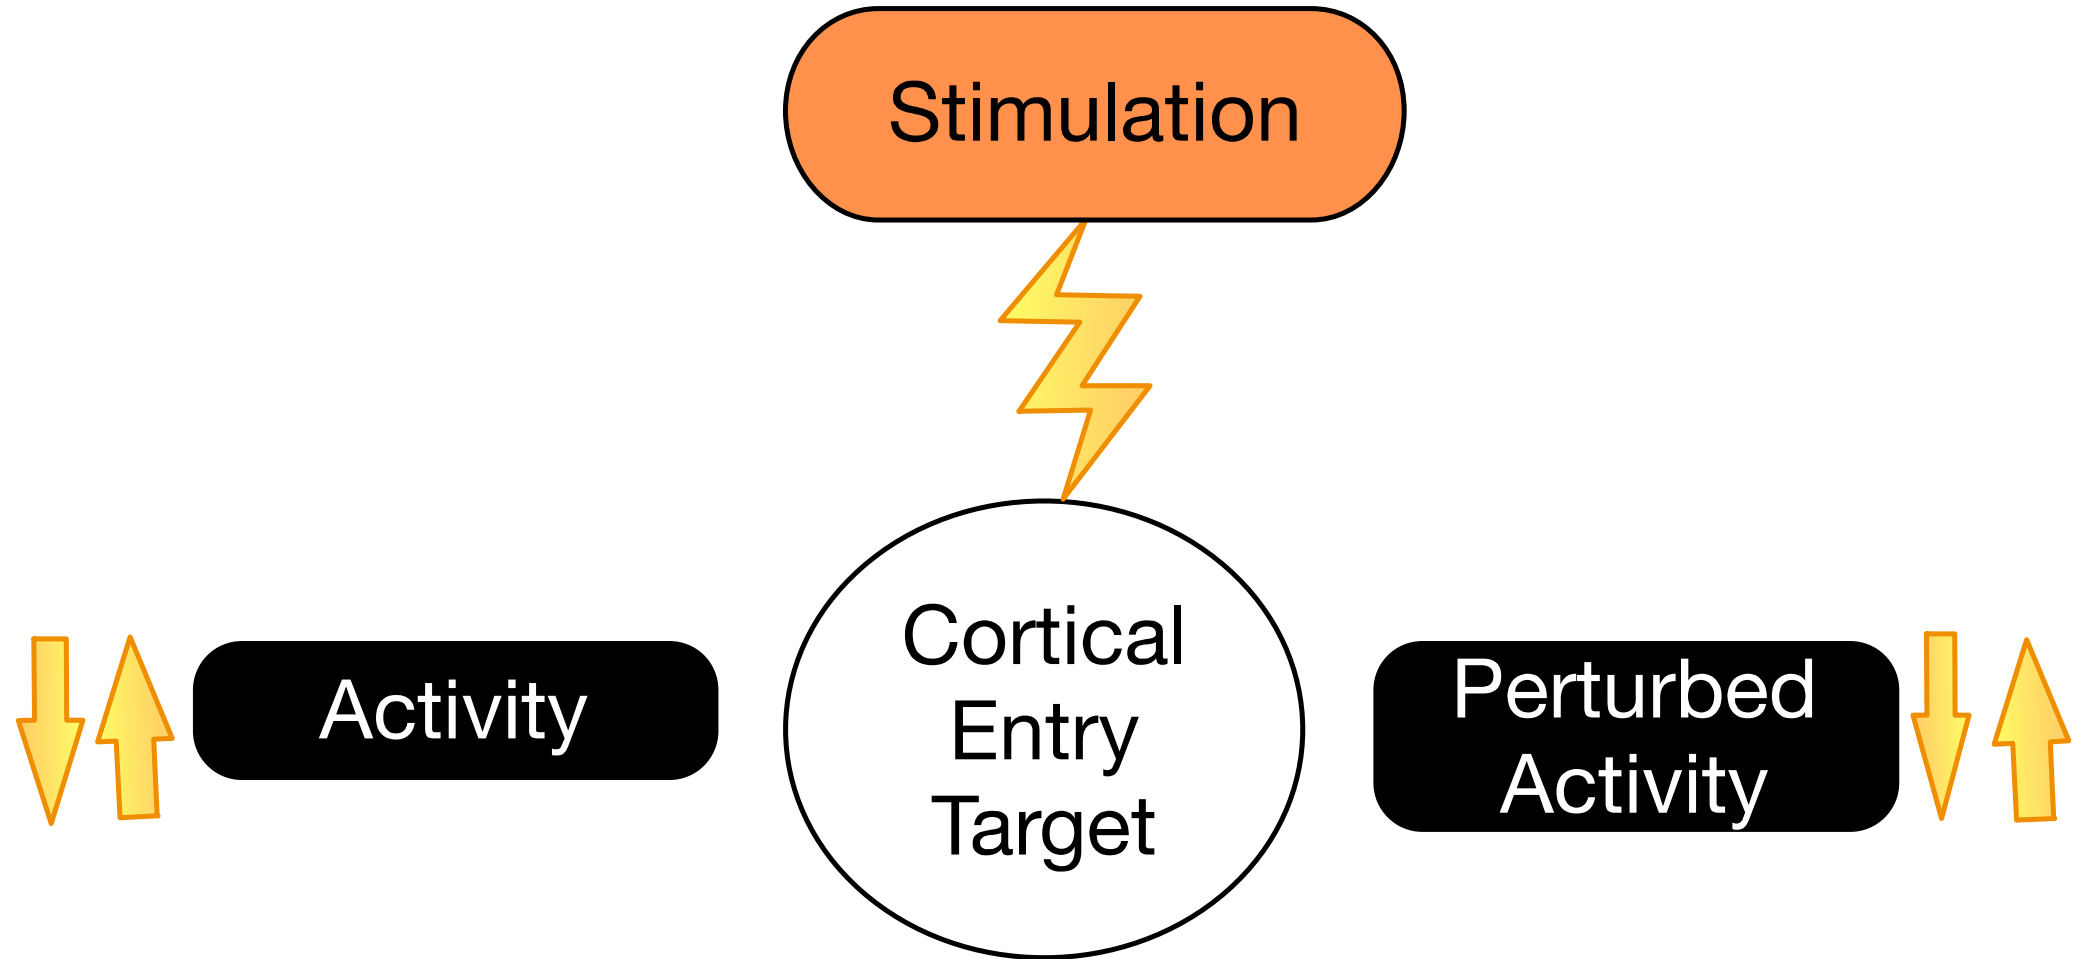 Stimulation
Activity
Cortical
Entry
Target
Perturbed
Activity